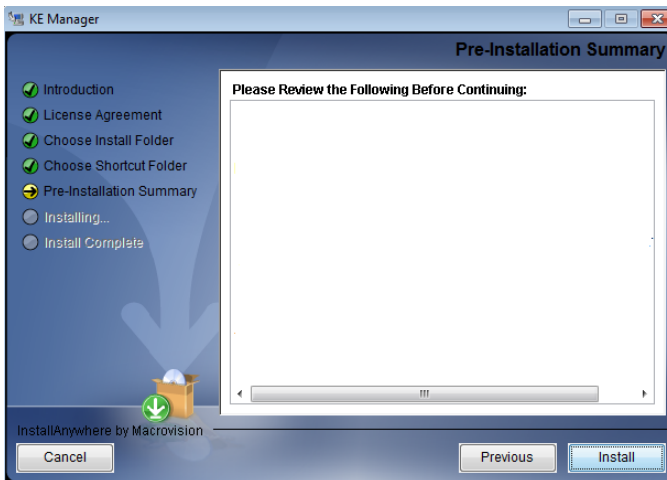 KE Manager
Pre-Installation Summary
Introduction
License Agreement
Choose Install Folder
Choose Shortcut Folder
Pre-Installation Summary
Installing...
Install Complete
Please Review the Following Before Continuing:
InstallAnywhere by Macrovision
Cancel
Previous
Install